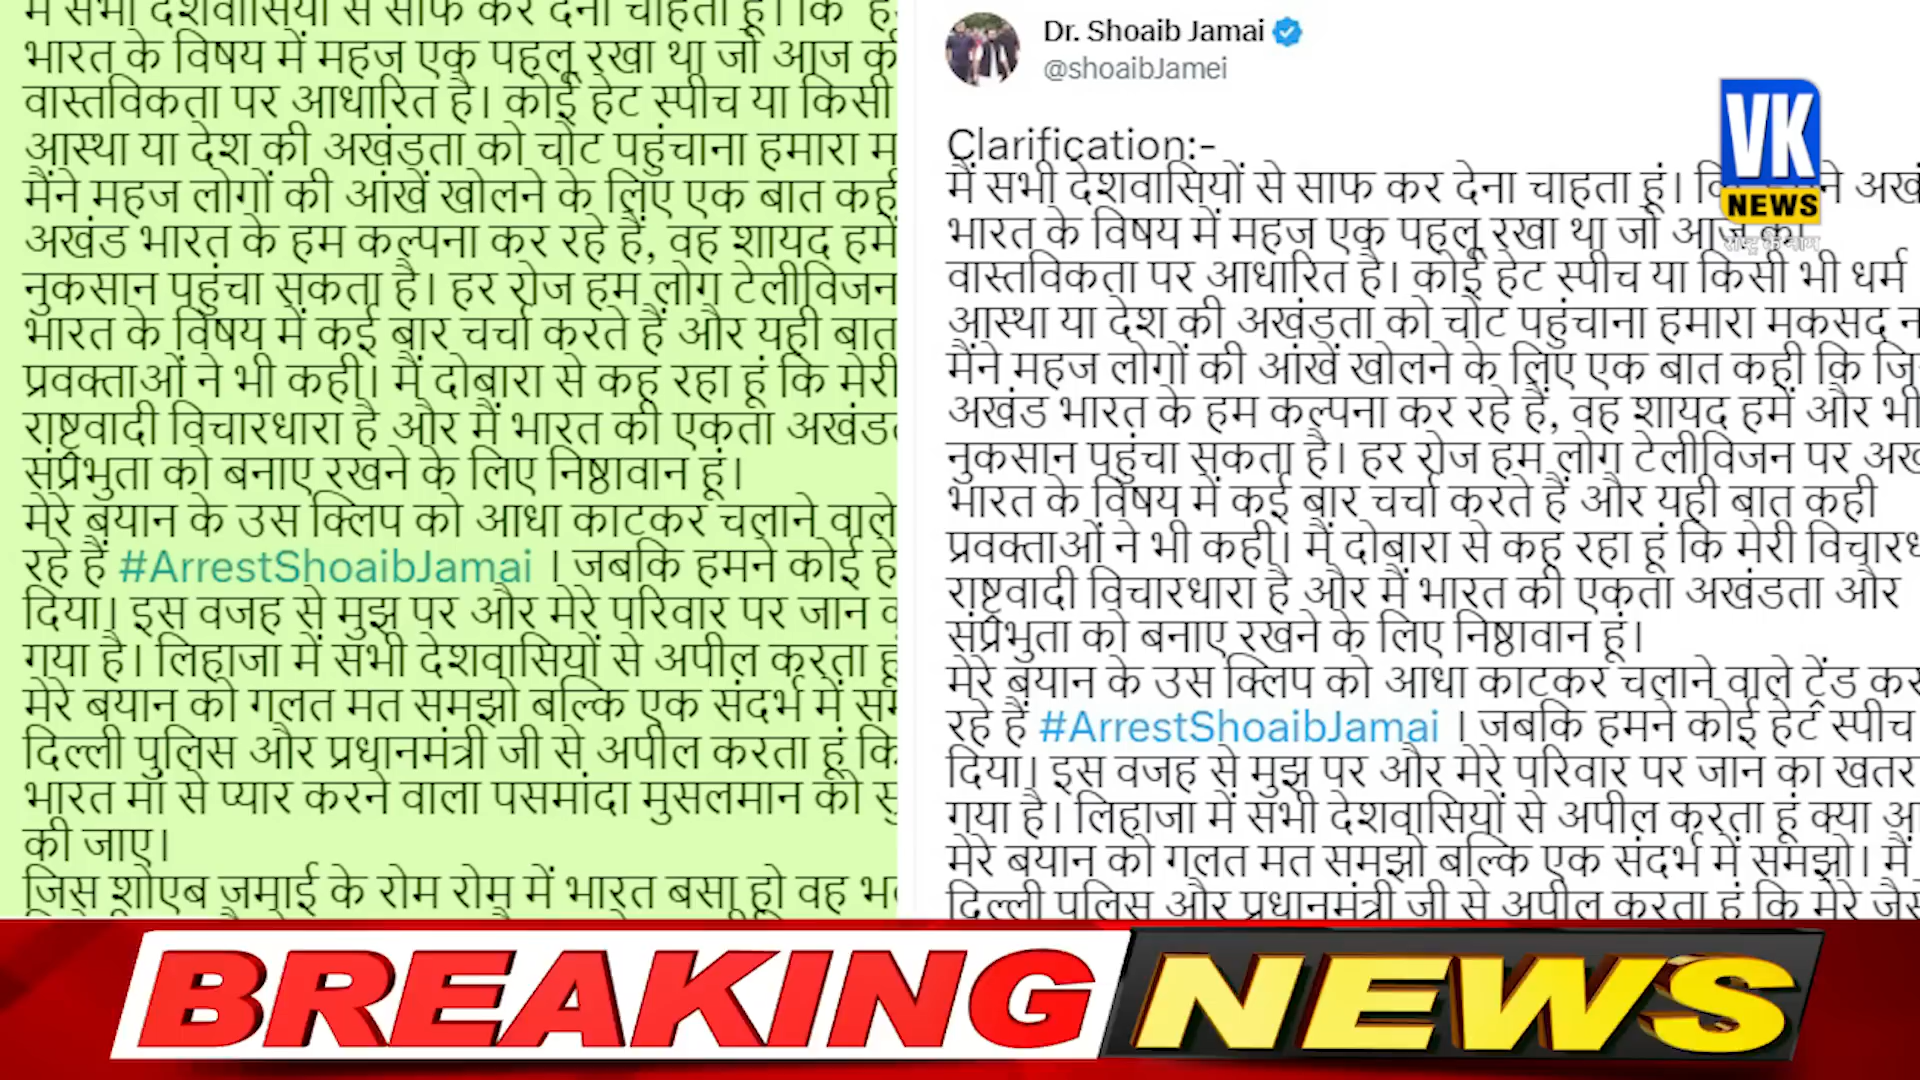 मैं सभी देशवासियों से साफ कर देना चाहता हूं। कि
भारत के विषय में महज एक पहलू रखा था जो आज की
वास्तविकता पर आधारित है। कोई हेट स्पीच या किसी
आस्था या देश की अखंडता को चोट पहुंचाना हमारा
मैंने महज लोगों की आंखें खोलने के लिए एक बात कही
अखंड भारत के हम कल्पना कर रहे हैं, वह शायद हमें
नुकसान पहुंचा सकता है। हर रोज हम लोग टेलीविजन
भारत के विषय में कई बार चर्चा करते हैं और यही बात
प्रवक्ताओं ने भी कही। मैं दोबारा से कह रहा हूं कि मेरी
राष्ट्रवादी विचारधारा है और मैं भारत की एकता
संप्रभुता को बनाए रखने के लिए निष्ठावान हूं।
मेरे बयान के उस क्लिप को आधा काटकर चलाने वाले
रहे हैं #ArrestShoaibJamai । जबकि हमने कोई
दिया। इस वजह से मुझ पर और मेरे परिवार पर जान
गया है। लिहाजा में सभी देशवासियों से अपील करता हूं
मेरे बयान को गलत मत समझो बल्कि एक संदर्भ में
दिल्ली पुलिस और प्रधानमंत्री जी से अपील करता हूं कि
भारत मां से प्यार करने वाला पसमांदा मुसलमान को
की जाए।
जिस शोएब जमाई के रोम रोम में भारत बसा हो वह
Dr. Shoaib Jamai
@shoaibJamei
Clarification:-
मैं सभी देशवासियों से साफ कर देना चाहता हूं।
भारत के विषय में महज एक पहलू रखा था जो आज की
वास्तविकता पर आधारित है। कोई हेट स्पीच या किसी भी धर्म
आस्था या देश की अखंडता को चोट पहुंचाना हमारा मकसद
मैंने महज लोगों की आंखें खोलने के लिए एक बात कही कि
अखंड भारत के हम कल्पना कर रहे हैं, वह शायद हमें और भी
नुकसान पहुंचा सकता है। हर रोज हम लोग टेलीविजन पर
भारत के विषय में कई बार चर्चा करते हैं और यही बात कही
प्रवक्ताओं ने भी कही। मैं दोबारा से कह रहा हूं कि मेरी
राष्ट्रवादी विचारधारा है और मैं भारत की एकता अखंडता और
संप्रभुता को बनाए रखने के लिए निष्ठावान हूं।
मेरे बयान के उस क्लिप को आधा काटकर चलाने वाले ट्रेंड कर
रहे हैं #ArrestShoaibJamai । जबकि हमने कोई हेट स्पीच
दिया। इस वजह से मुझ पर और मेरे परिवार पर जान का
गया है। लिहाजा में सभी देशवासियों से अपील करता हूं क्या
मेरे बयान को गलत मत समझो बल्कि एक संदर्भ में समझो। मैं
दिल्ली पुलिस और प्रधानमंत्री जी से अपील करता हूं कि मेरे जैसे
VK
NEWS
राष्ट्र के नाम
BREAKING NEWS